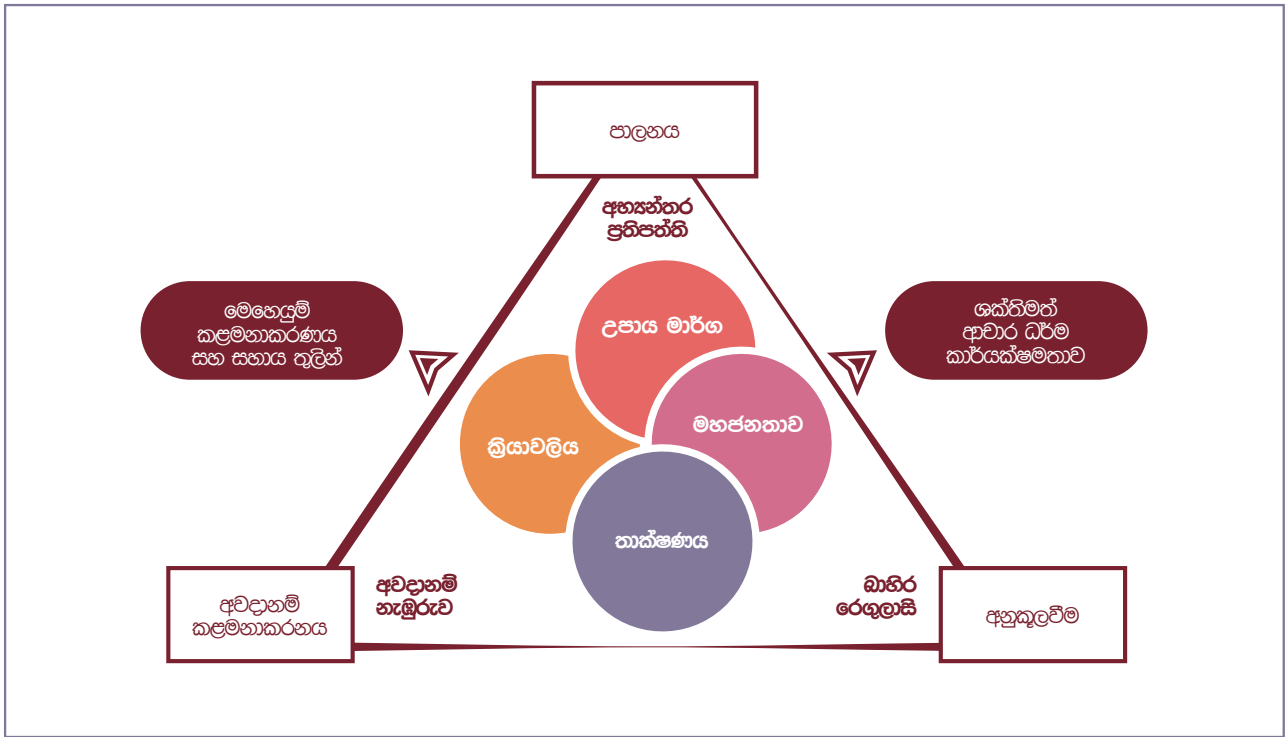 පාලනය
අභ්‍යන්තර
ප්‍රතිපත්ති
මෙහෙයුම්
කළමනාකරණය
සහ සහාය තුලින්
ශක්තිමත්
ආචාර ධර්ම
කාර්යක්ෂමතාව
උපාය මාර්ග
මහජනතාව
ක්‍රියාවලිය
තාක්ෂණය
අවදානම්
කළමනාකරනය
අවදානම්
නැඹුරුව
බාහිර
රෙගුලාසි
අනුකූලවීම